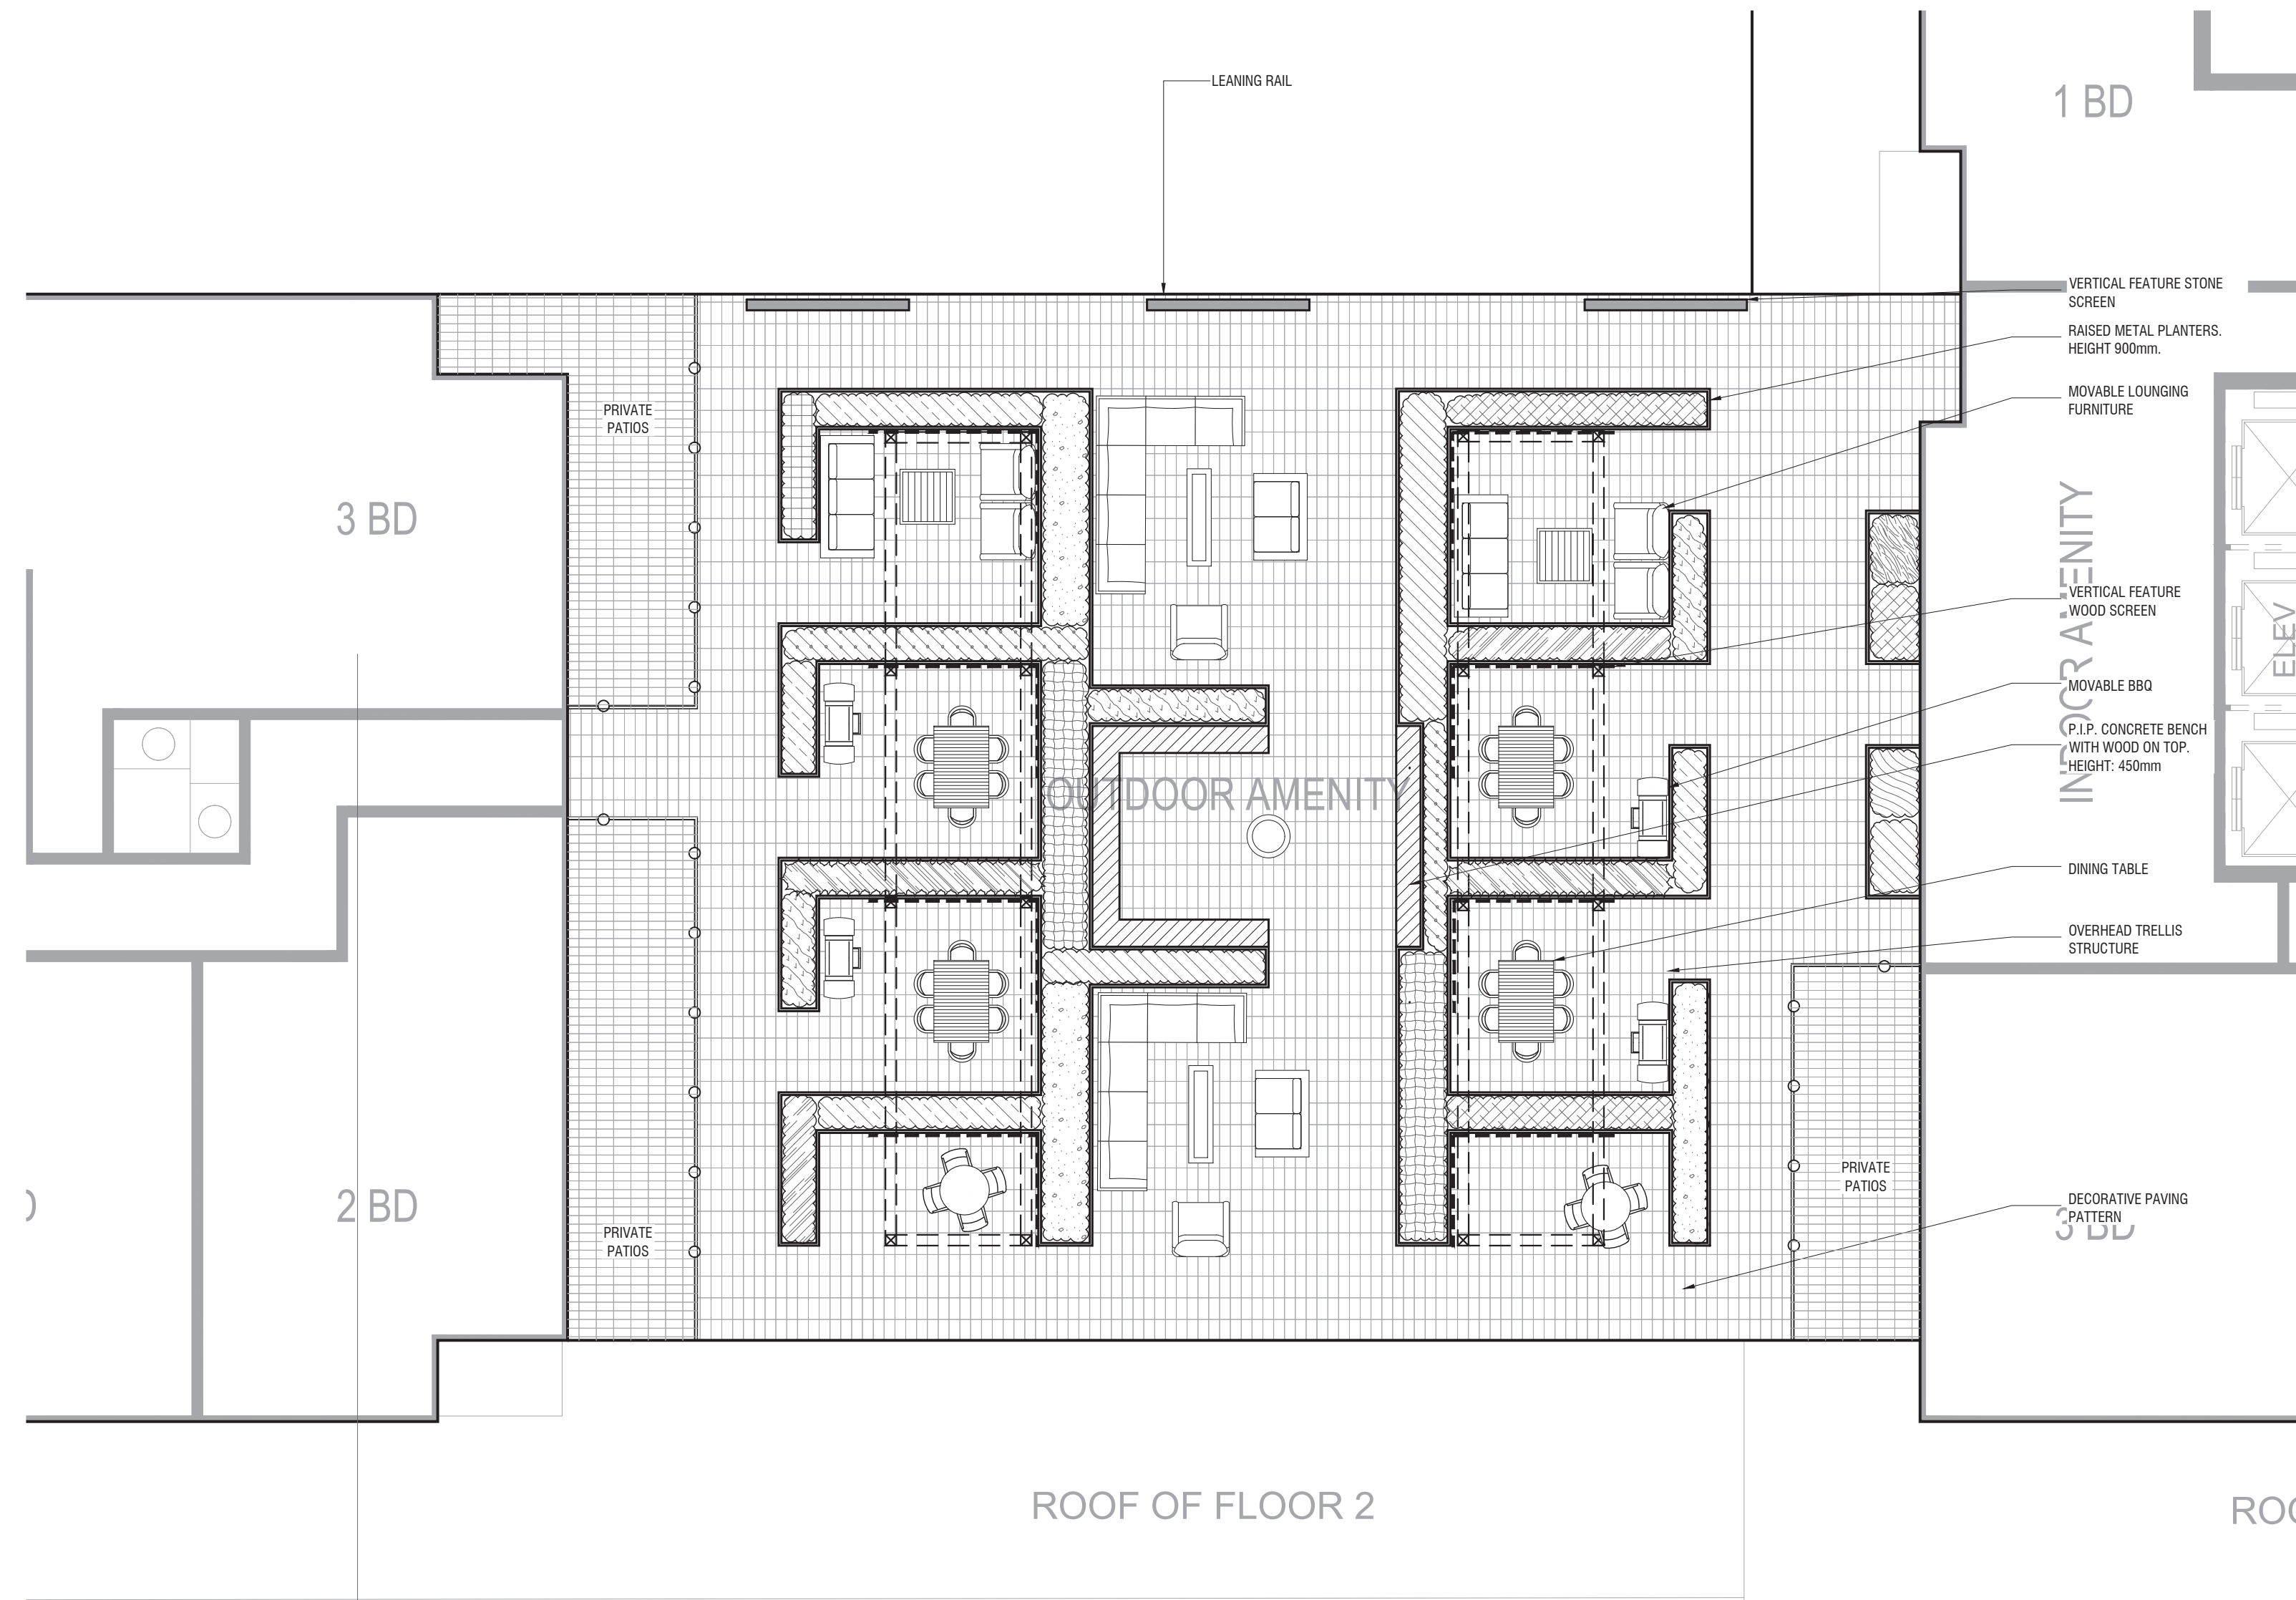 LEANING RAIL
1 BD
VERTICAL FEATURE STONE
SCREEN
RAISED METAL PLANTERS.
HEIGHT 900mm.
MOVABLE LOUNGING
FURNITURE
PRIVATE
PATIOS
3 BD
INDOOR AMENITY
VERTICAL FEATURE
WOOD SCREEN
ELEV
MOVABLE BBQ
P.I.P. CONCRETE BENCH
WITH WOOD ON TOP.
HEIGHT: 450mm
OUTDOOR AMENITY
DINING TABLE
OVERHEAD TRELLIS
STRUCTURE
PRIVATE
PATIOS
2 BD
PRIVATE
PATIOS
DECORATIVE PAVING
PATTERN
3 BD
ROOF OF FLOOR 2